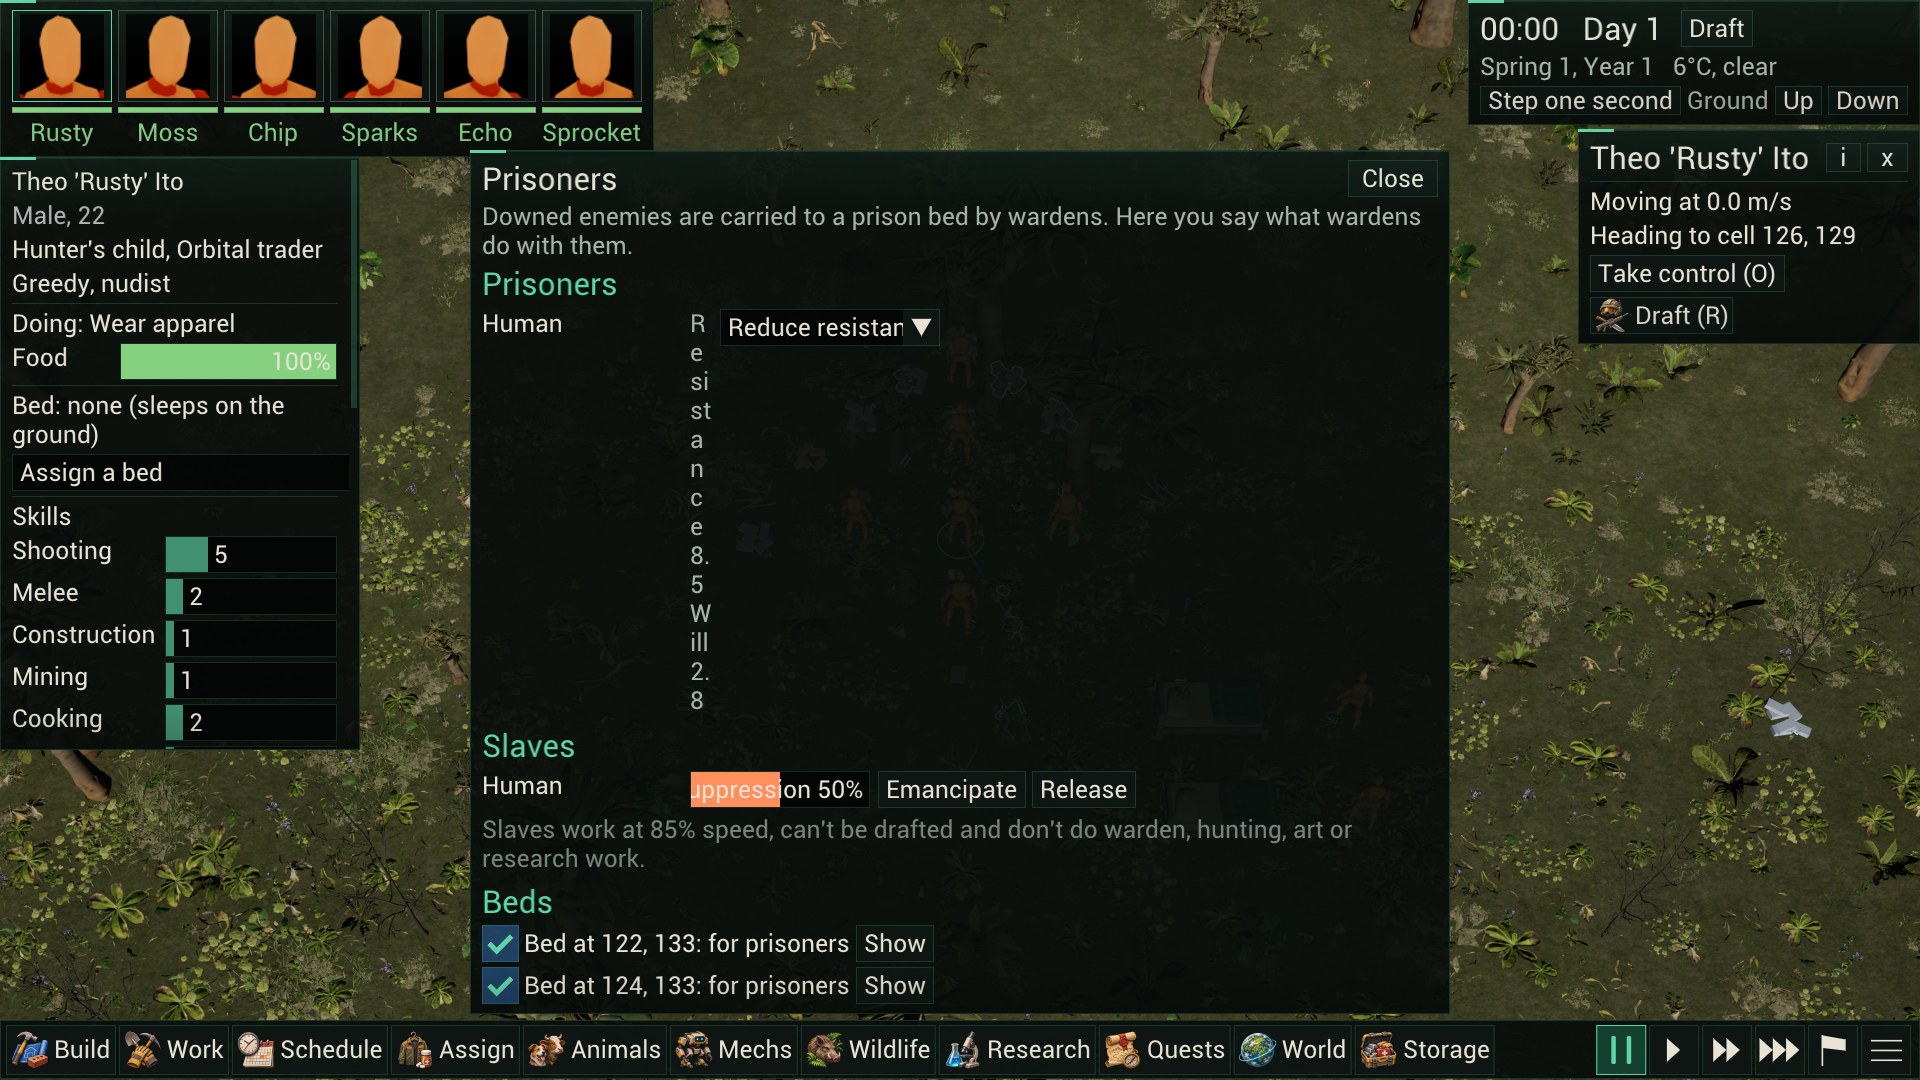 Rusty
Moss
Chip
Sparks
Echo
Sprocket
00:00 Day 1 Draft
Spring 1, Year 1 6°C, clear
Step one second Ground Up Down
Theo 'Rusty' Ito
Male, 22
Hunter's child, Orbital trader
Greedy, nudist
Doing: Wear apparel
Food 100%
Bed: none (sleeps on the
ground)
Assign a bed
Skills
Shooting 5
Melee 2
Construction 1
Mining 1
Cooking 2
Prisoners
Close
Downed enemies are carried to a prison bed by wardens. Here you say what wardens
do with them.
Prisoners
Human
R
e
si
st
a
n
c
e
8.
5
W
ill
2.
8
Reduce resistan
Slaves
Human
uppression 50%
Emancipate
Release
Slaves work at 85% speed, can't be drafted and don't do warden, hunting, art or
research work.
Beds
Bed at 122, 133: for prisoners Show
Bed at 124, 133: for prisoners Show
Theo 'Rusty' Ito i x
Moving at 0.0 m/s
Heading to cell 126, 129
Take control (O)
Draft (R)
Build
Work
Schedule
Assign
Animals
Mechs
Wildlife
Research
Quests
World
Storage